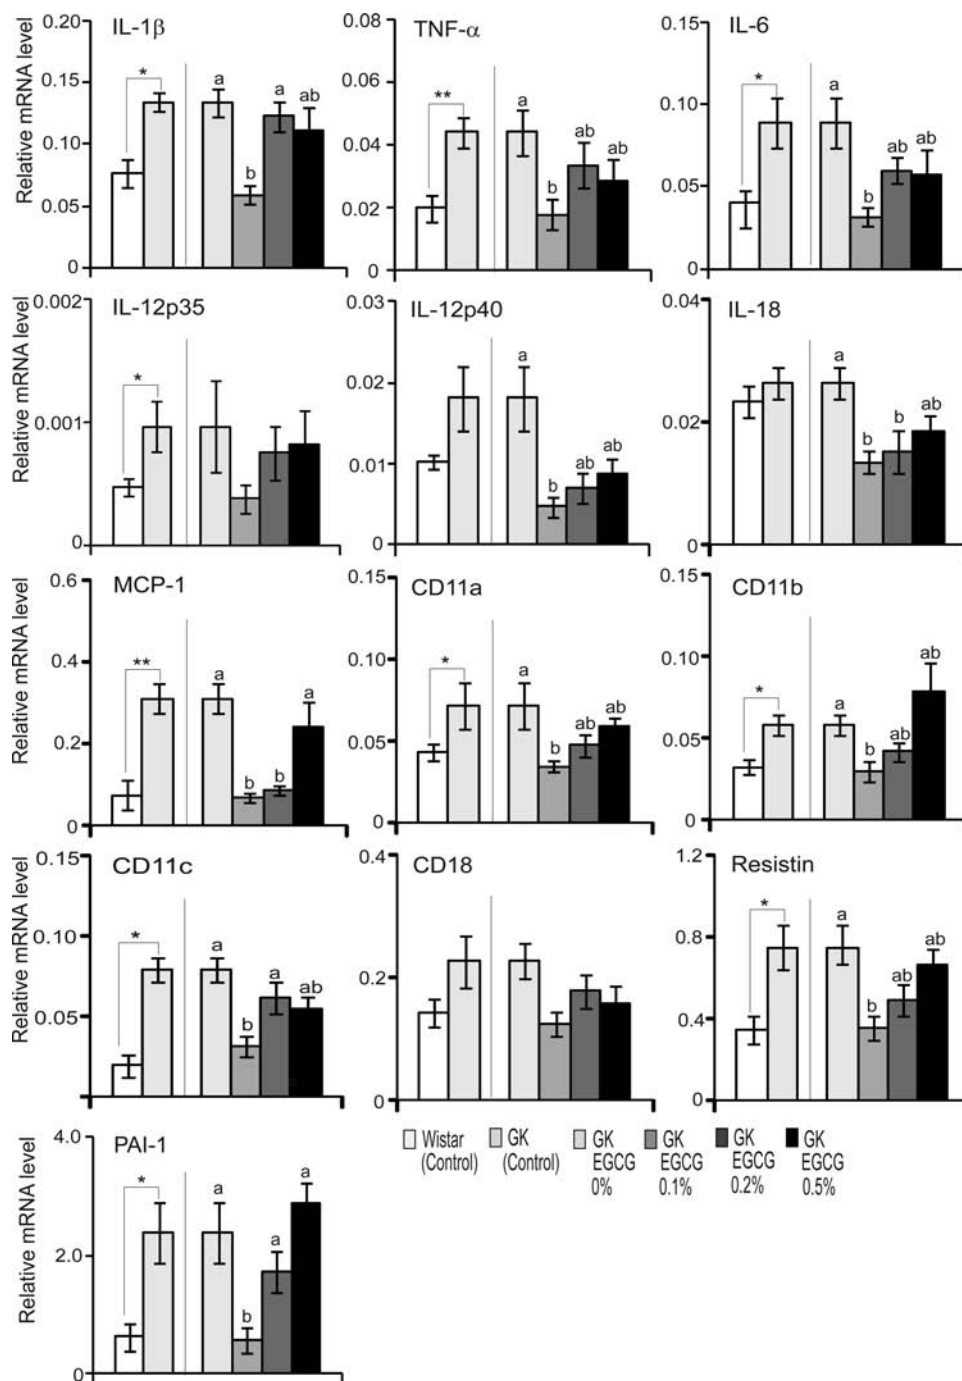 IL-1β
Relative mRNA level
0.20
0.15
0.10
0.05
0
*
a
b
a
ab
TNF-α
0.08
0.06
0.04
0.02
0
**
a
b
ab
ab
IL-6
0.15
0.10
0.05
0
*
a
b
ab
ab
IL-12p35
Relative mRNA level
0.002
0.001
0
*
IL-12p40
0.03
0.02
0.01
0
a
b
ab
ab
IL-18
0.04
0.02
0
a
b
b
ab
MCP-1
Relative mRNA level
0.6
0.4
0.2
0
**
a
b
b
a
CD11a
0.15
0.10
0.05
0
*
a
b
ab
ab
CD11b
0.15
0.10
0.05
0
*
a
b
ab
ab
CD11c
Relative mRNA level
0.15
0.10
0.05
*
a
b
a
ab
CD18
0.4
0.2
0
Resistin
1.2
0.8
0.4
0
*
a
b
ab
ab
Wistar
(Control)
GK
(Control)
GK
EGCG
0%
GK
EGCG
0.1%
GK
EGCG
0.2%
GK
EGCG
0.5%
PAI-1
Relative mRNA level
4.0
2.0
0
*
a
b
a
a